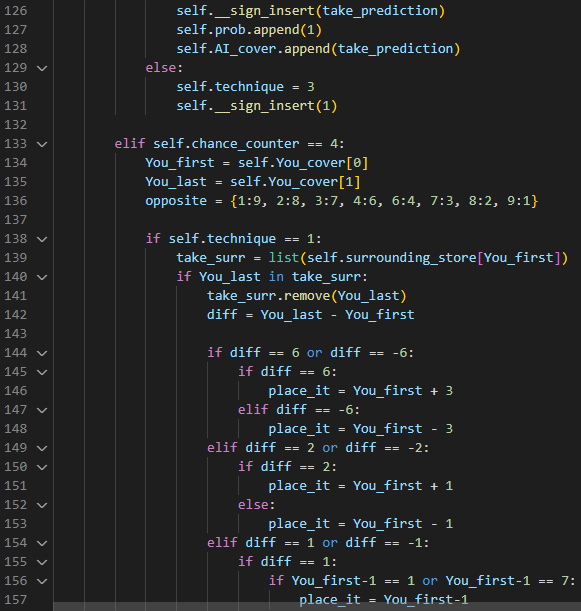 126 self.__sign_insert(take_prediction)
127 self.prob.append(1)
128 self.AI_cover.append(take_prediction)
129 else:
130 self.technique = 3
131 self.__sign_insert(1)
132
133 elif self.chance_counter == 4:
134 You_first = self.You_cover[0]
135 You_last = self.You_cover[1]
136 opposite = {1:9, 2:8, 3:7, 4:6, 6:4, 7:3, 8:2, 9:1}
137
138 if self.technique == 1:
139 take_surr = list(self.surrounding_store[You_first])
140 if You_last in take_surr:
141 take_surr.remove(You_last)
142 diff = You_last - You_first
143
144 if diff == 6 or diff == -6:
145 if diff == 6:
146 place_it = You_first + 3
147 elif diff == -6:
148 place_it = You_first - 3
149 elif diff == 2 or diff == -2:
150 if diff == 2:
151 place_it = You_first + 1
152 else:
153 place_it = You_first - 1
154 elif diff == 1 or diff == -1:
155 if diff == 1:
156 if You_first-1 == 1 or You_first-1 == 7:
157 place_it = You_first-1